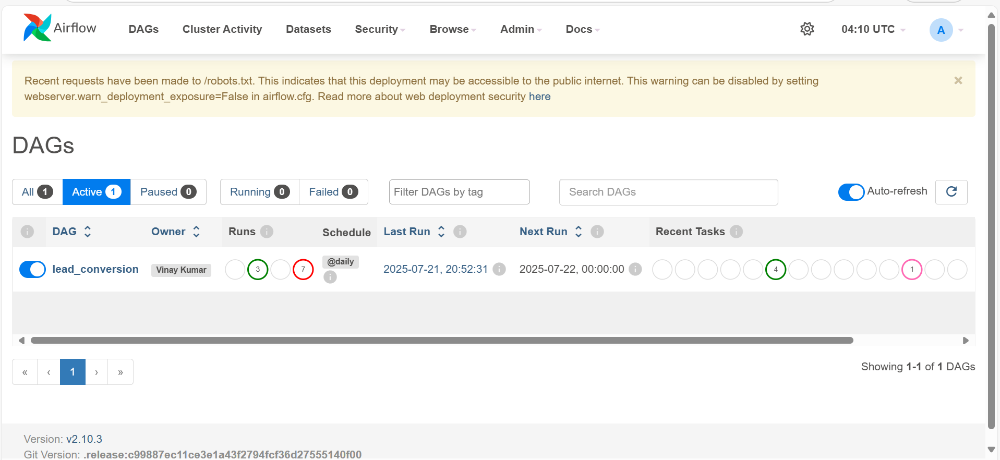 Airflow DAGs Cluster Activity Datasets Security Browse Admin Docs 04:10 UTC A
Recent requests have been made to /robots.txt. This indicates that this deployment may be accessible to the public internet. This warning can be disabled by setting
webserver.warn_deployment_exposure=False in airflow.cfg. Read more about web deployment security here
×
DAGs
All 1 Active 1 Paused 0 Running 0 Failed 0 Filter DAGs by tag Search DAGs Auto-refresh
i DAG Owner Runs i Schedule Last Run i Next Run i Recent Tasks i
lead_conversion Vinay Kumar 3 7 @daily i 2025-07-21, 20:52:31 i 2025-07-22, 00:00:00 i 4 1
« ‹ 1 › »
Showing 1-1 of 1 DAGs
Version: v2.10.3
Git Version: .release:c99887ec11ce3e1a43f2794fcf36d27555140f00